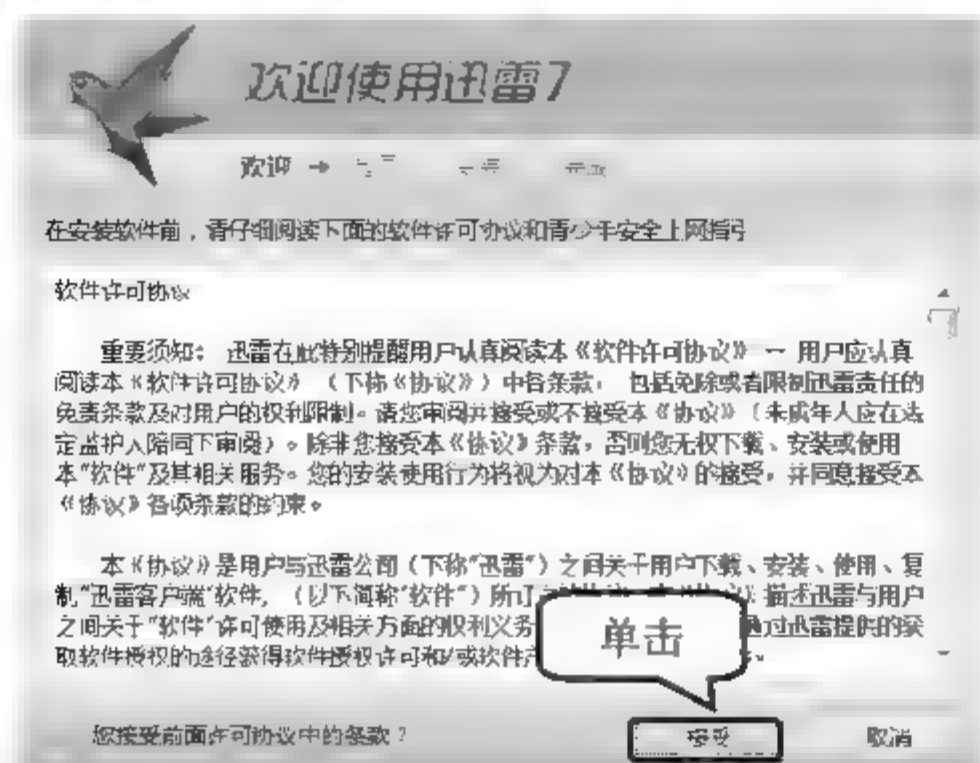 欢迎使用迅雷7
欢迎 →
在安装软件前，请仔细阅读下面的软件许可协议和青少年安全上网指引
软件许可协议
重要须知： 迅雷在此特别提醒用户认真阅读本《软件许可协议》 -- 用户应认真
阅读本《软件许可协议》（下称《协议》）中各条款， 包括免除或者限制迅雷责任的
免责条款及对用户的权利限制。请您审阅并接受或不接受本《协议》（未成年人应在法
定监护人陪同下审阅）。除非您接受本《协议》条款，否则您无权下载、安装或使用
本"软件"及其相关服务。您的安装使用行为将视为对本《协议》的接受，并同意接受本
《协议》各项条款的约束。
本《协议》是用户与迅雷公司（下称"迅雷"）之间关于用户下载、安装、使用、复
制"迅雷客户端"软件，（以下简称"软件"）所订 描述迅雷与用户
之间关于"软件"许可使用及相关方面的权利义务 通过迅雷提供的获
取软件授权的途径获得软件授权许可和/或软件产
单击
您接受前面许可协议中的条款？
接受
取消